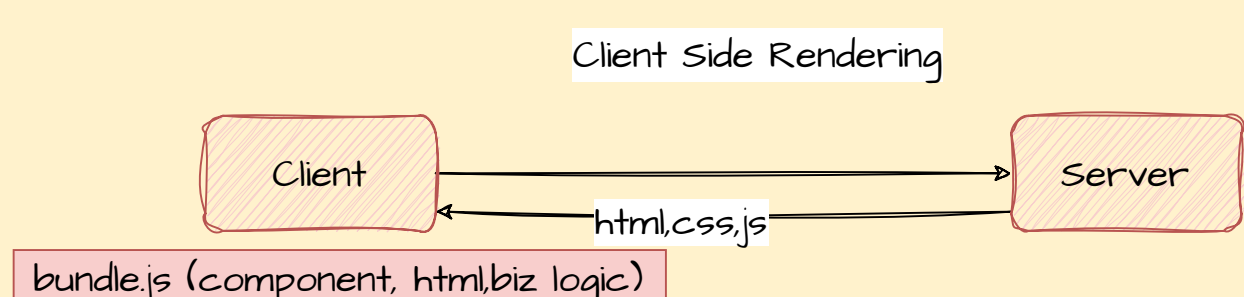 Client Side Rendering
Client
Server
html,css,js
bundle.js (component, html,biz logic)